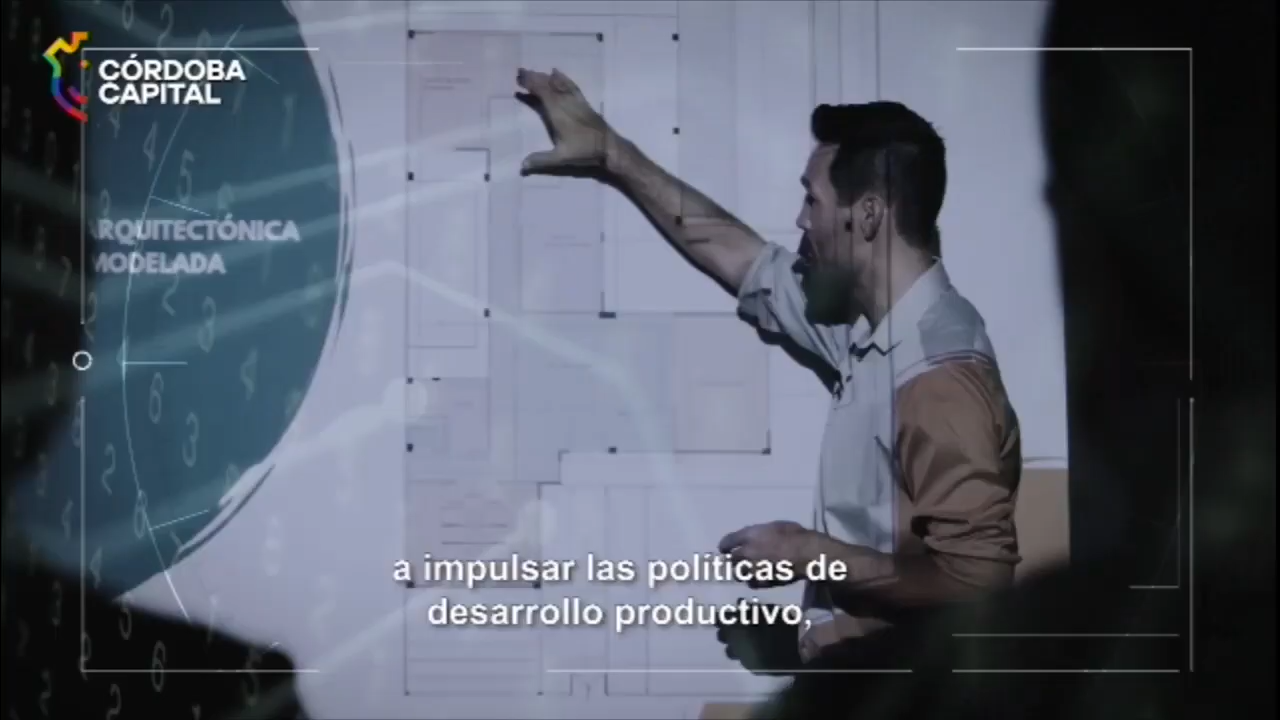 CÓRDOBA
CAPITAL
ARQUITECTÓNICA
MODELADA
a impulsar las políticas de
desarrollo productivo,